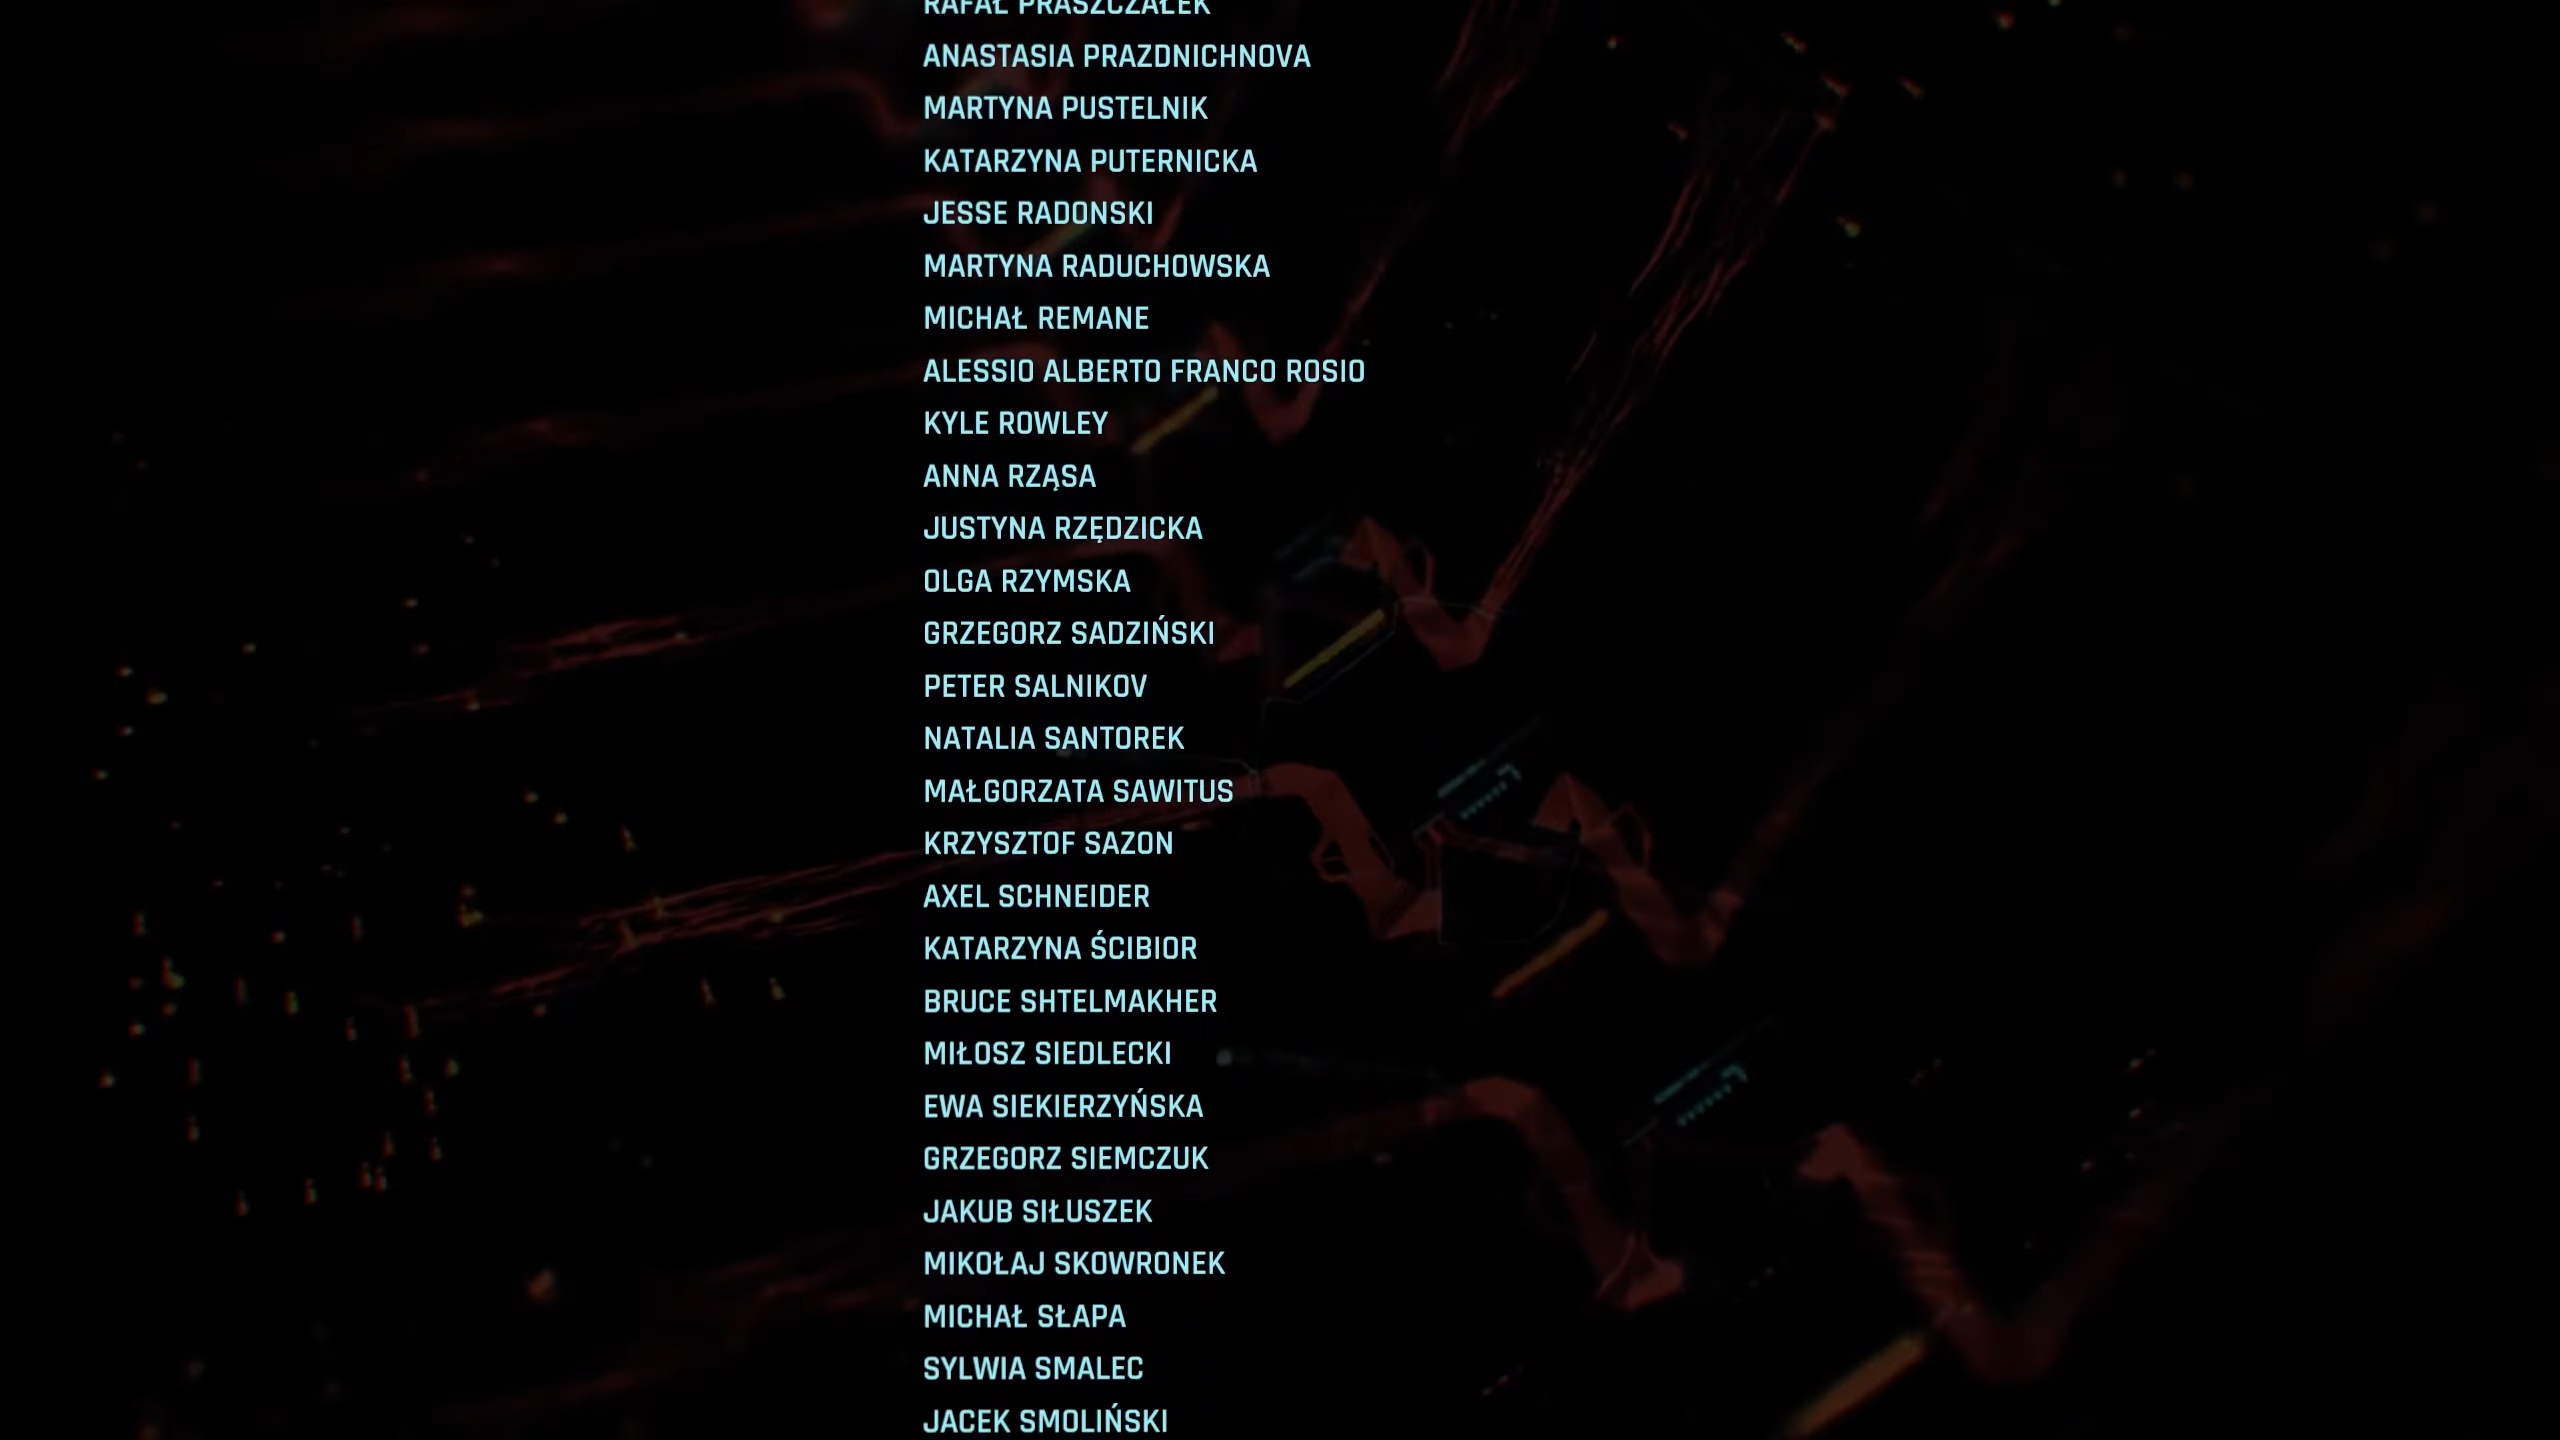 RAFAŁ PRASZCZAŁEK
ANASTASIA PRAZDNICHNOVA
MARTYNA PUSTELNIK
KATARZYNA PUTERNICKA
JESSE RADONSKI
MARTYNA RADUCHOWSKA
MICHAŁ REMANE
ALESSIO ALBERTO FRANCO ROSIO
KYLE ROWLEY
ANNA RZĄSA
JUSTYNA RZĘDZICKA
OLGA RZYMSKA
GRZEGORZ SADZIŃSKI
PETER SALNIKOV
NATALIA SANTOREK
MAŁGORZATA SAWITUS
KRZYSZTOF SAZON
AXEL SCHNEIDER
KATARZYNA ŚCIBIOR
BRUCE SHTELMAKHER
MIŁOSZ SIEDLECKI
EWA SIEKIERZYŃSKA
GRZEGORZ SIEMCZUK
JAKUB SIŁUSZEK
MIKOŁAJ SKOWRONEK
MICHAŁ SŁAPA
SYLWIA SMALEC
JACEK SMOLIŃSKI